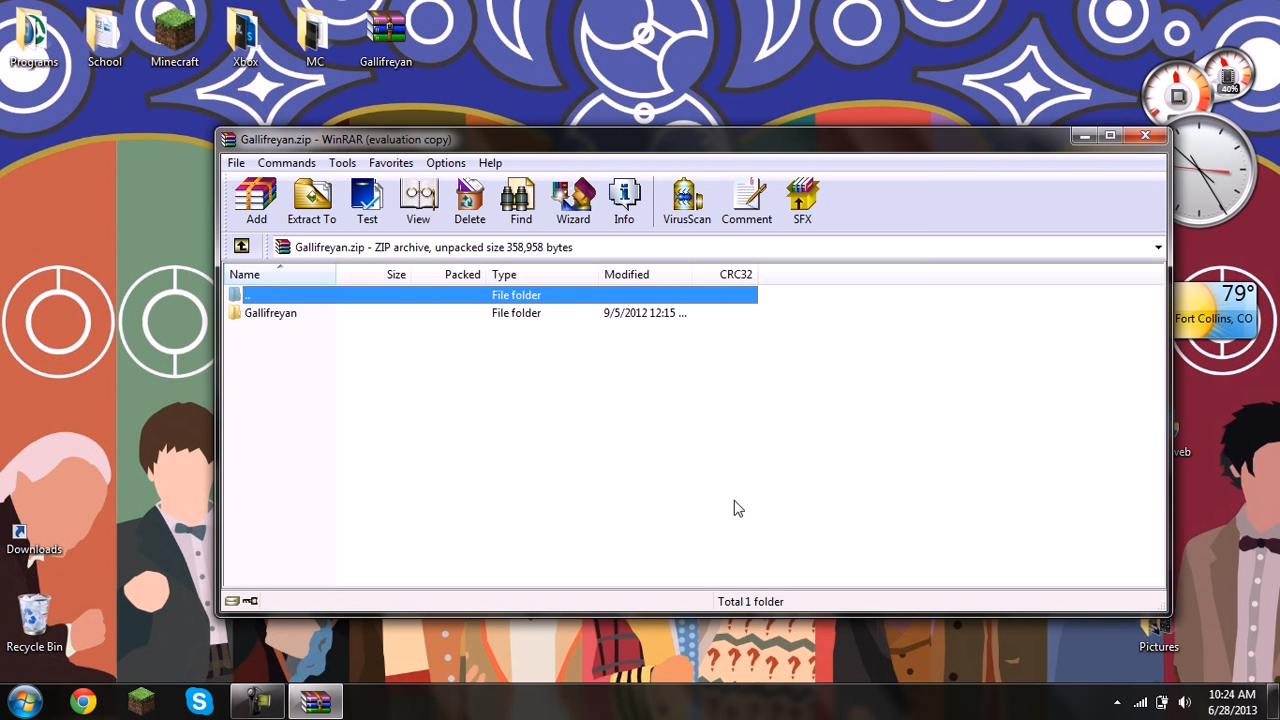 Programs
School
Minecraft
Xbox
MC
Gallifreyan
40%
Gallifreyan.zip - WinRAR (evaluation copy)
File Commands Tools Favorites Options Help
Add Extract To Test View Delete Find Wizard Info VirusScan Comment SFX
Gallifreyan.zip - ZIP archive, unpacked size 358,958 bytes
Name Size Packed Type Modified CRC32
.. File folder
Gallifreyan File folder 9/5/2012 12:15 ...
79°
Fort Collins, CO
web
Downloads
Total 1 folder
Recycle Bin
Pictures
10:24 AM
6/28/2013